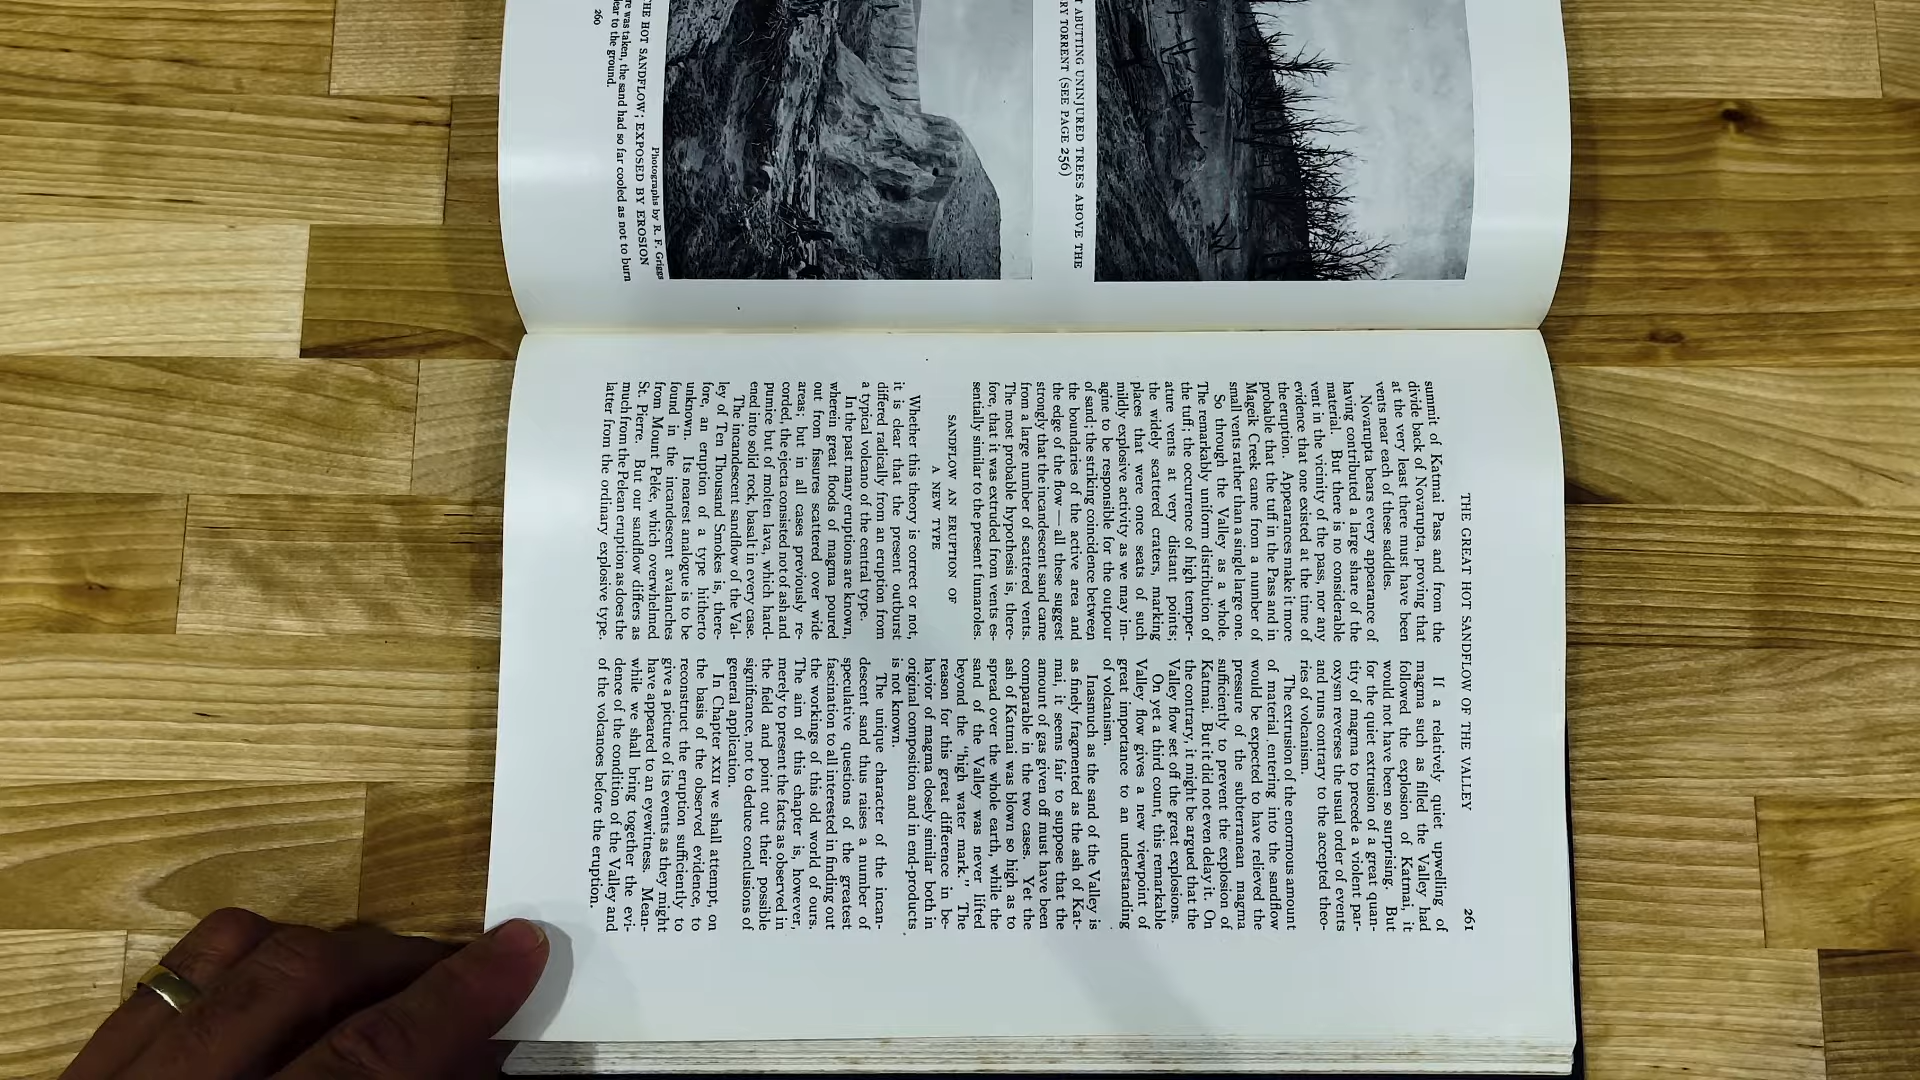 T ABUTTING UNINJURED TREES ABOVE THE
RY TORRENT (SEE PAGE 256)
Photographs by R. F. Griggs
THE HOT SANDFLOW; EXPOSED BY EROSION
re was taken, the sand had so far cooled as not to burn
ear to the ground.
260
THE GREAT HOT SANDFLOW OF THE VALLEY 261
summit of Katmai Pass and from the
divide back of Novarupta, proving that
at the very least there must have been
vents near each of these saddles.
Novarupta bears every appearance of
having contributed a large share of the
material. But there is no considerable
vent in the vicinity of the pass, nor any
evidence that one existed at the time of
the eruption. Appearances make it more
probable that the tuff in the Pass and in
Mageik Creek came from a number of
small vents rather than a single large one.
So through the Valley as a whole.
The remarkably uniform distribution of
the tuff; the occurrence of high temper-
ature vents at very distant points;
the widely scattered craters, marking
places that were once seats of such
mildly explosive activity as we may im-
agine to be responsible for the outpour
of sand; the striking coincidence between
the boundaries of the active area and
the edge of the flow—all these suggest
strongly that the incandescent sand came
from a large number of scattered vents.
The most probable hypothesis is, there-
fore, that it was extruded from vents es-
sentially similar to the present fumaroles.
SANDFLOW AN ERUPTION OF
A NEW TYPE
Whether this theory is correct or not,
it is clear that the present outburst
differed radically from an eruption from
a typical volcano of the central type.
In the past many eruptions are known,
wherein great floods of magma poured
out from fissures scattered over wide
areas; but in all cases previously re-
corded, the ejecta consisted not of ash and
pumice but of molten lava, which hard-
ened into solid rock, basalt in every case.
The incandescent sandflow of the Val-
ley of Ten Thousand Smokes is, there-
fore, an eruption of a type hitherto
unknown. Its nearest analogue is to be
found in the incandescent avalanches
from Mount Pelée, which overwhelmed
St. Pierre. But our sandflow differs as
much from the Pelean eruption as does the
latter from the ordinary explosive type.
If a relatively quiet upwelling of
magma such as filled the Valley had
followed the explosion of Katmai, it
would not have been so surprising. But
for the quiet extrusion of a great quan-
tity of magma to precede a violent par-
oxysm reverses the usual order of events
and runs contrary to the accepted theo-
ries of volcanism.
The extrusion of the enormous amount
of material entering into the sandflow
would be expected to have relieved the
pressure of the subterranean magma
sufficiently to prevent the explosion of
Katmai. But it did not even delay it. On
the contrary, it might be argued that the
Valley flow set off the great explosions.
On yet a third count, this remarkable
Valley flow gives a new viewpoint of
great importance to an understanding
of volcanism.
Inasmuch as the sand of the Valley is
as finely fragmented as the ash of Kat-
mai, it seems fair to suppose that the
amount of gas given off must have been
comparable in the two cases. Yet the
ash of Katmai was blown so high as to
spread over the whole earth, while the
sand of the Valley was never lifted
beyond the "high water mark." The
reason for this great difference in be-
havior of magma closely similar both in
original composition and in end-products
is not known.
The unique character of the incan-
descent sand thus raises a number of
speculative questions of the greatest
fascination to all interested in finding out
the workings of this old world of ours.
The aim of this chapter is, however,
merely to present the facts as observed in
the field and point out their possible
significance, not to deduce conclusions of
general application.
In Chapter XXII we shall attempt, on
the basis of the observed evidence, to
reconstruct the eruption sufficiently to
give a picture of its events as they might
have appeared to an eyewitness. Mean-
while we shall bring together the evi-
dence of the condition of the Valley and
of the volcanoes before the eruption.